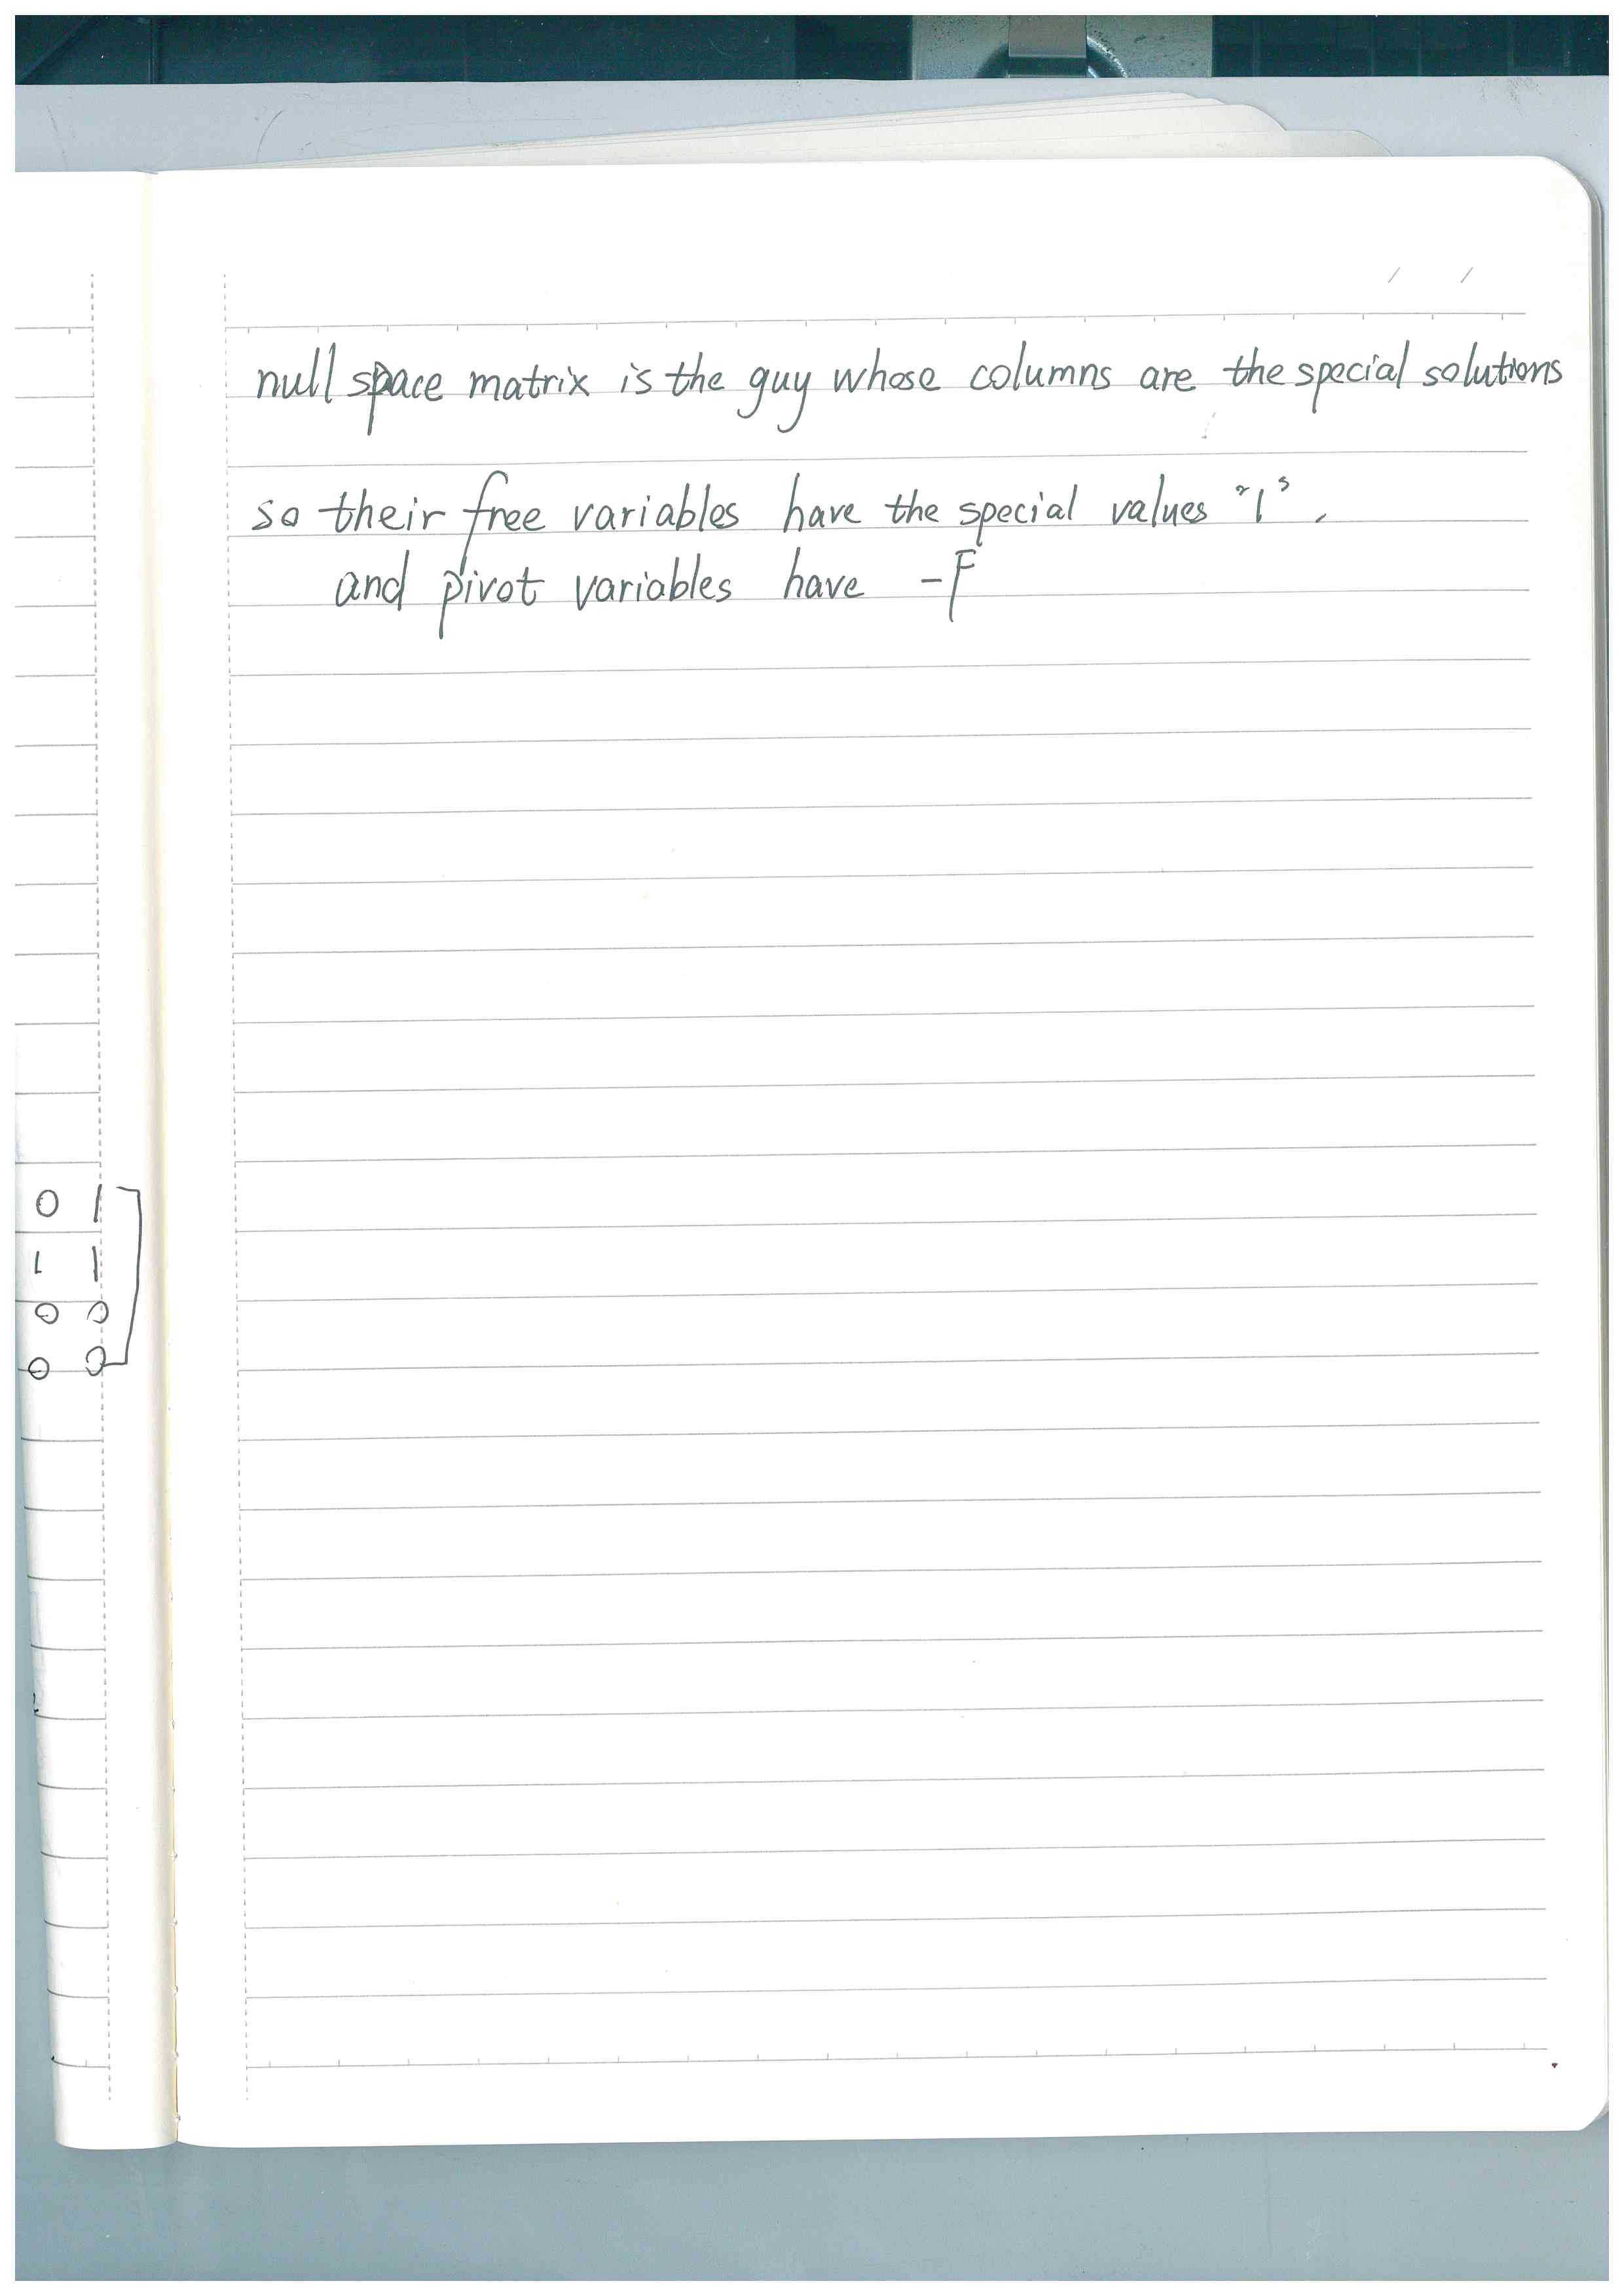 null space matrix is the guy whose columns are the special solutions
so their free variables have the special values "1",
and pivot variables have -F
0 1
1 1
0 0
0 0